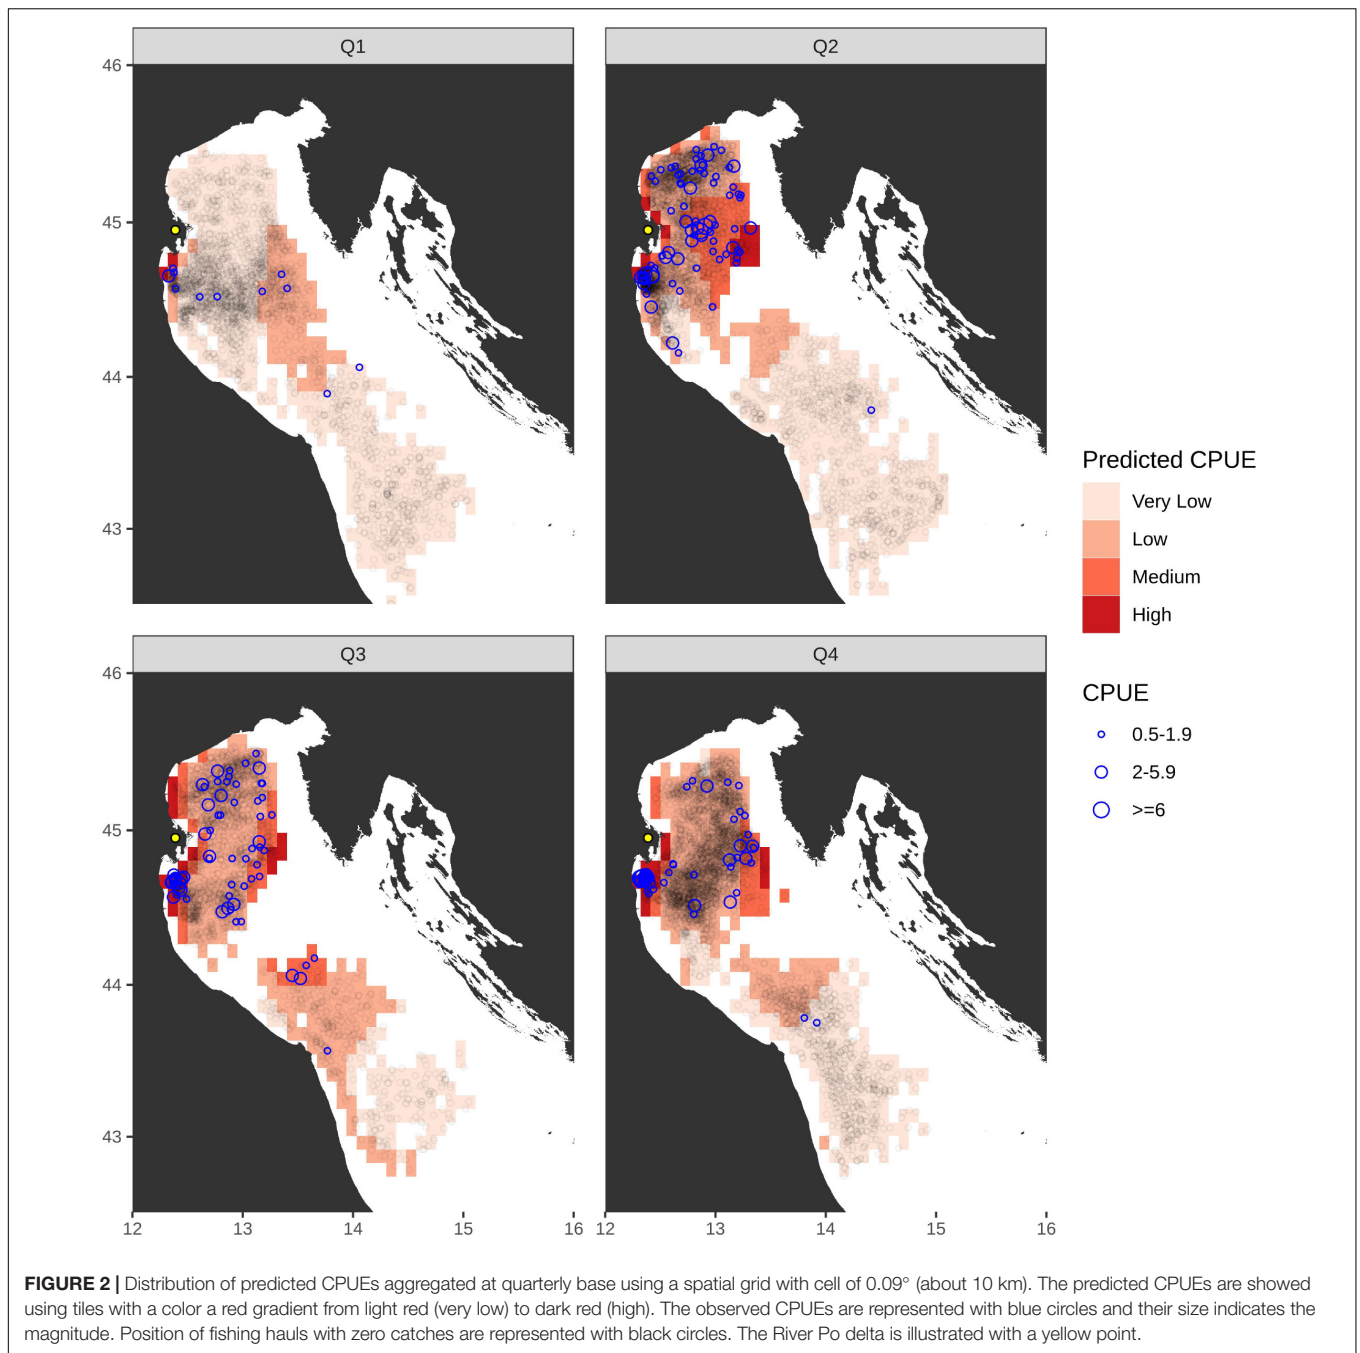 Q1
Q2
46
45
44
43
Predicted CPUE
Very Low
Low
Medium
High
Q3
Q4
46
45
44
43
CPUE
0.5-1.9
2-5.9
>=6
12 13 14 15 16 12 13 14 15 16
FIGURE 2 | Distribution of predicted CPUEs aggregated at quarterly base using a spatial grid with cell of 0.09° (about 10 km). The predicted CPUEs are showed
using tiles with a color a red gradient from light red (very low) to dark red (high). The observed CPUEs are represented with blue circles and their size indicates the
magnitude. Position of fishing hauls with zero catches are represented with black circles. The River Po delta is illustrated with a yellow point.